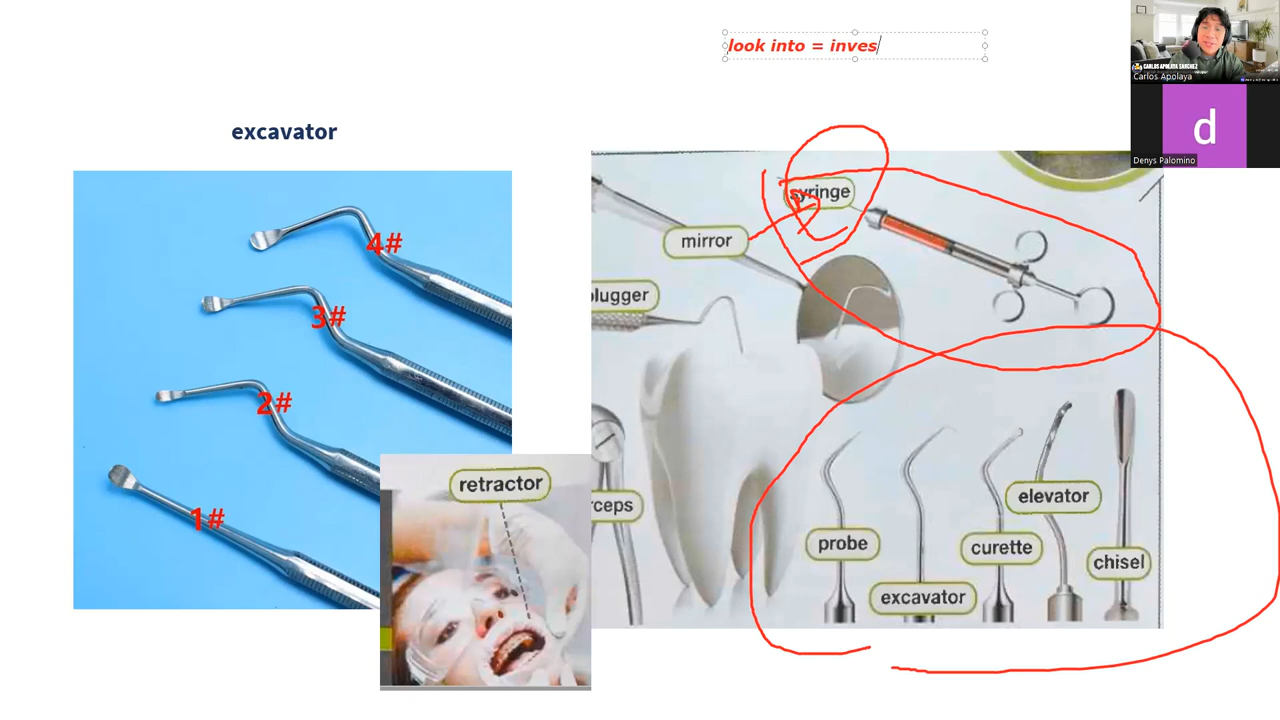 look into = inves
CARLOS APOLAYA SANCHEZ
Carlos Apolaya
d
Denys Palomino
excavator
4#
3#
2#
1#
retractor
syringe
mirror
plugger
rceps
probe
excavator
curette
elevator
chisel